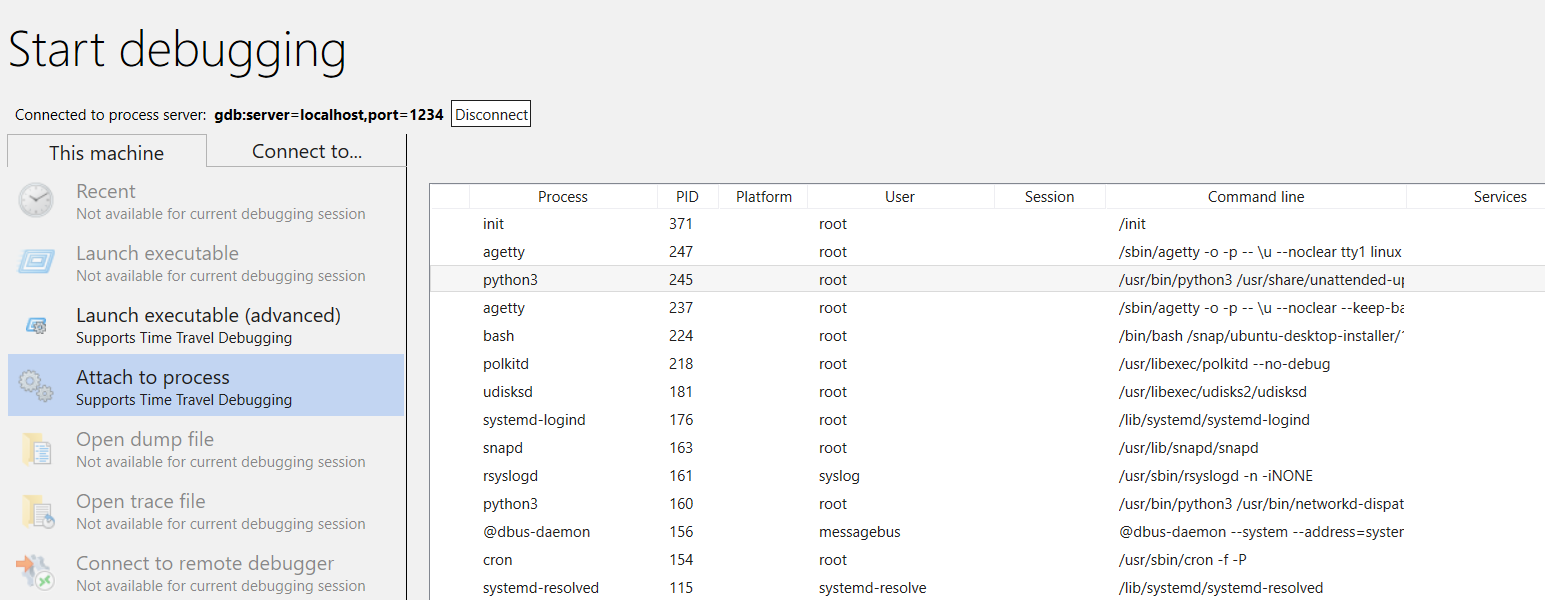 Start debugging
Connected to process server: gdb:server=localhost,port=1234 Disconnect
This machine Connect to...
Recent
Not available for current debugging session
Launch executable
Not available for current debugging session
Launch executable (advanced)
Supports Time Travel Debugging
Attach to process
Supports Time Travel Debugging
Open dump file
Not available for current debugging session
Open trace file
Not available for current debugging session
Connect to remote debugger
Not available for current debugging session
Process PID Platform User Session Command line Services
init 371 root /init
agetty 247 root /sbin/agetty -o -p -- \u --noclear tty1 linux
python3 245 root /usr/bin/python3 /usr/share/unattended-up
agetty 237 root /sbin/agetty -o -p -- \u --noclear --keep-ba
bash 224 root /bin/bash /snap/ubuntu-desktop-installer/
polkitd 218 root /usr/libexec/polkitd --no-debug
udisksd 181 root /usr/libexec/udisks2/udisksd
systemd-logind 176 root /lib/systemd/systemd-logind
snapd 163 root /usr/lib/snapd/snapd
rsyslogd 161 syslog /usr/sbin/rsyslogd -n -iNONE
python3 160 root /usr/bin/python3 /usr/bin/networkd-dispat
@dbus-daemon 156 messagebus @dbus-daemon --system --address=syster
cron 154 root /usr/sbin/cron -f -P
systemd-resolved 115 systemd-resolve /lib/systemd/systemd-resolved